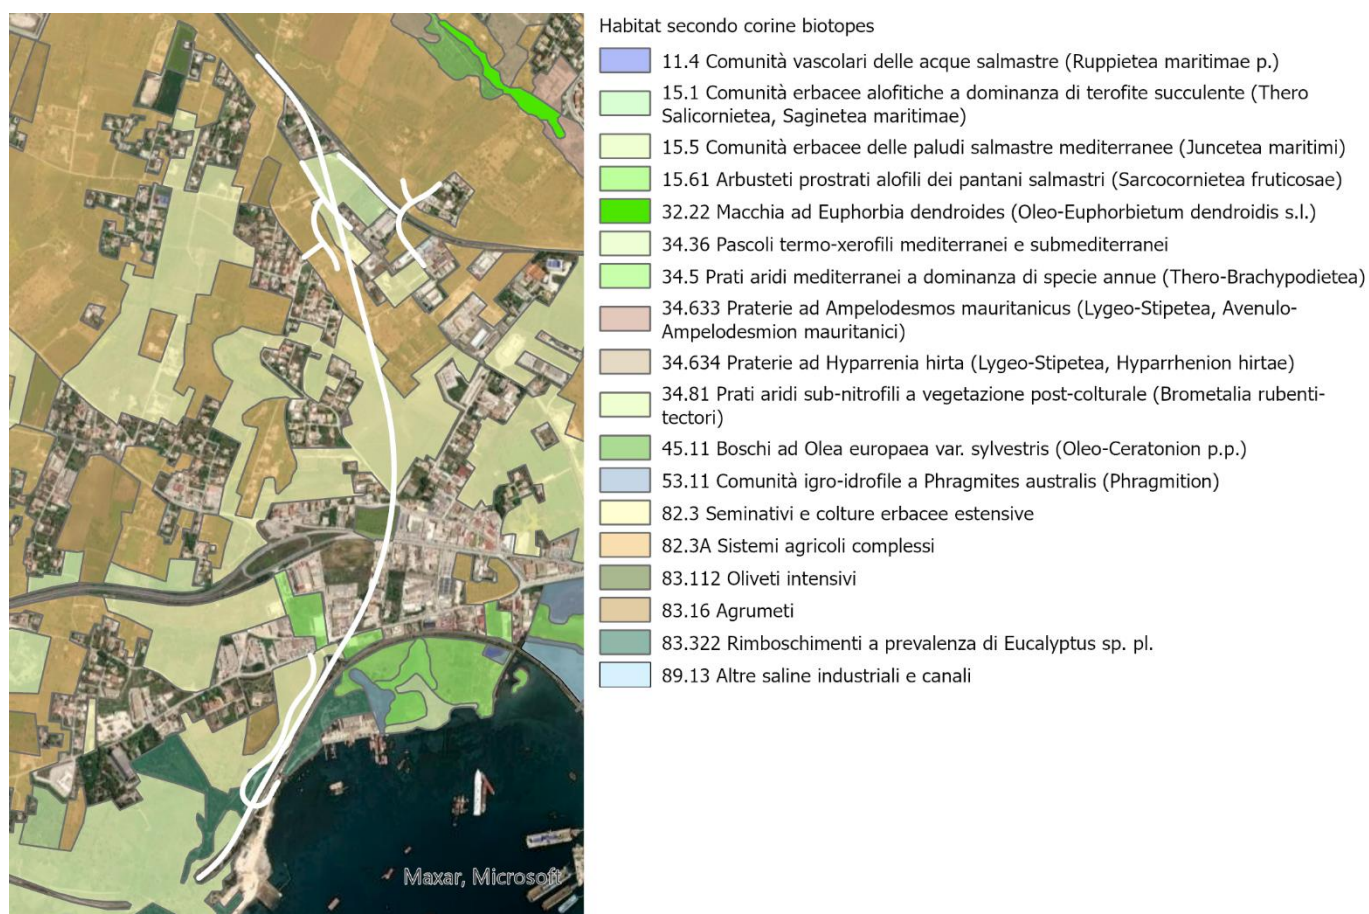 Habitat secondo corine biotopes
11.4 Comunità vascolari delle acque salmastre (Ruppietea maritimae p.)
15.1 Comunità erbacee alofitiche a dominanza di terofite succulente (Thero
Salicornietea, Saginetea maritimae)
15.5 Comunità erbacee delle paludi salmastre mediterranee (Juncetea maritimi)
15.61 Arbusteti prostrati alofili dei pantani salmastri (Sarcocornietea fruticosae)
32.22 Macchia ad Euphorbia dendroides (Oleo-Euphorbietum dendroidis s.l.)
34.36 Pascoli termo-xerofili mediterranei e submediterranei
34.5 Prati aridi mediterranei a dominanza di specie annue (Thero-Brachypodietea)
34.633 Praterie ad Ampelodesmos mauritanicus (Lygeo-Stipetea, Avenulo-
Ampelodesmion mauritanici)
34.634 Praterie ad Hyparrenia hirta (Lygeo-Stipetea, Hyparrhenion hirtae)
34.81 Prati aridi sub-nitrofili a vegetazione post-colturale (Brometalia rubenti-
tectori)
45.11 Boschi ad Olea europaea var. sylvestris (Oleo-Ceratonion p.p.)
53.11 Comunità igro-idrofile a Phragmites australis (Phragmition)
82.3 Seminativi e colture erbacee estensive
82.3A Sistemi agricoli complessi
83.112 Oliveti intensivi
83.16 Agrumeti
83.322 Rimboschimenti a prevalenza di Eucalyptus sp. pl.
89.13 Altre saline industriali e canali
Maxar, Microsoft